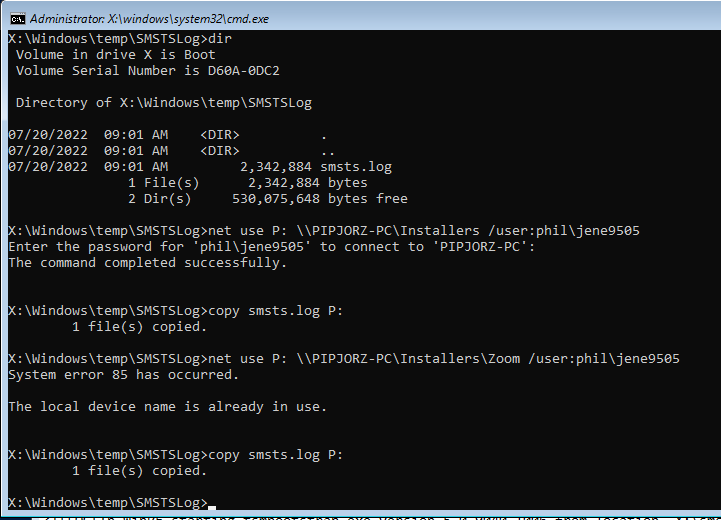 Administrator: X:\windows\system32\cmd.exe
X:\Windows\temp\SMSTSLog>dir
 Volume in drive X is Boot
 Volume Serial Number is D60A-0DC2
 Directory of X:\Windows\temp\SMSTSLog
07/20/2022  09:01 AM    <DIR>          .
07/20/2022  09:01 AM    <DIR>          ..
07/20/2022  09:01 AM         2,342,884 smsts.log
               1 File(s)      2,342,884 bytes
               2 Dir(s)    530,075,648 bytes free
X:\Windows\temp\SMSTSLog>net use P: \\PIPJORZ-PC\Installers /user:phil\jene9505
Enter the password for 'phil\jene9505' to connect to 'PIPJORZ-PC':
The command completed successfully.
X:\Windows\temp\SMSTSLog>copy smsts.log P:
        1 file(s) copied.
X:\Windows\temp\SMSTSLog>net use P: \\PIPJORZ-PC\Installers\Zoom /user:phil\jene9505
System error 85 has occurred.
The local device name is already in use.
X:\Windows\temp\SMSTSLog>copy smsts.log P:
        1 file(s) copied.
X:\Windows\temp\SMSTSLog>